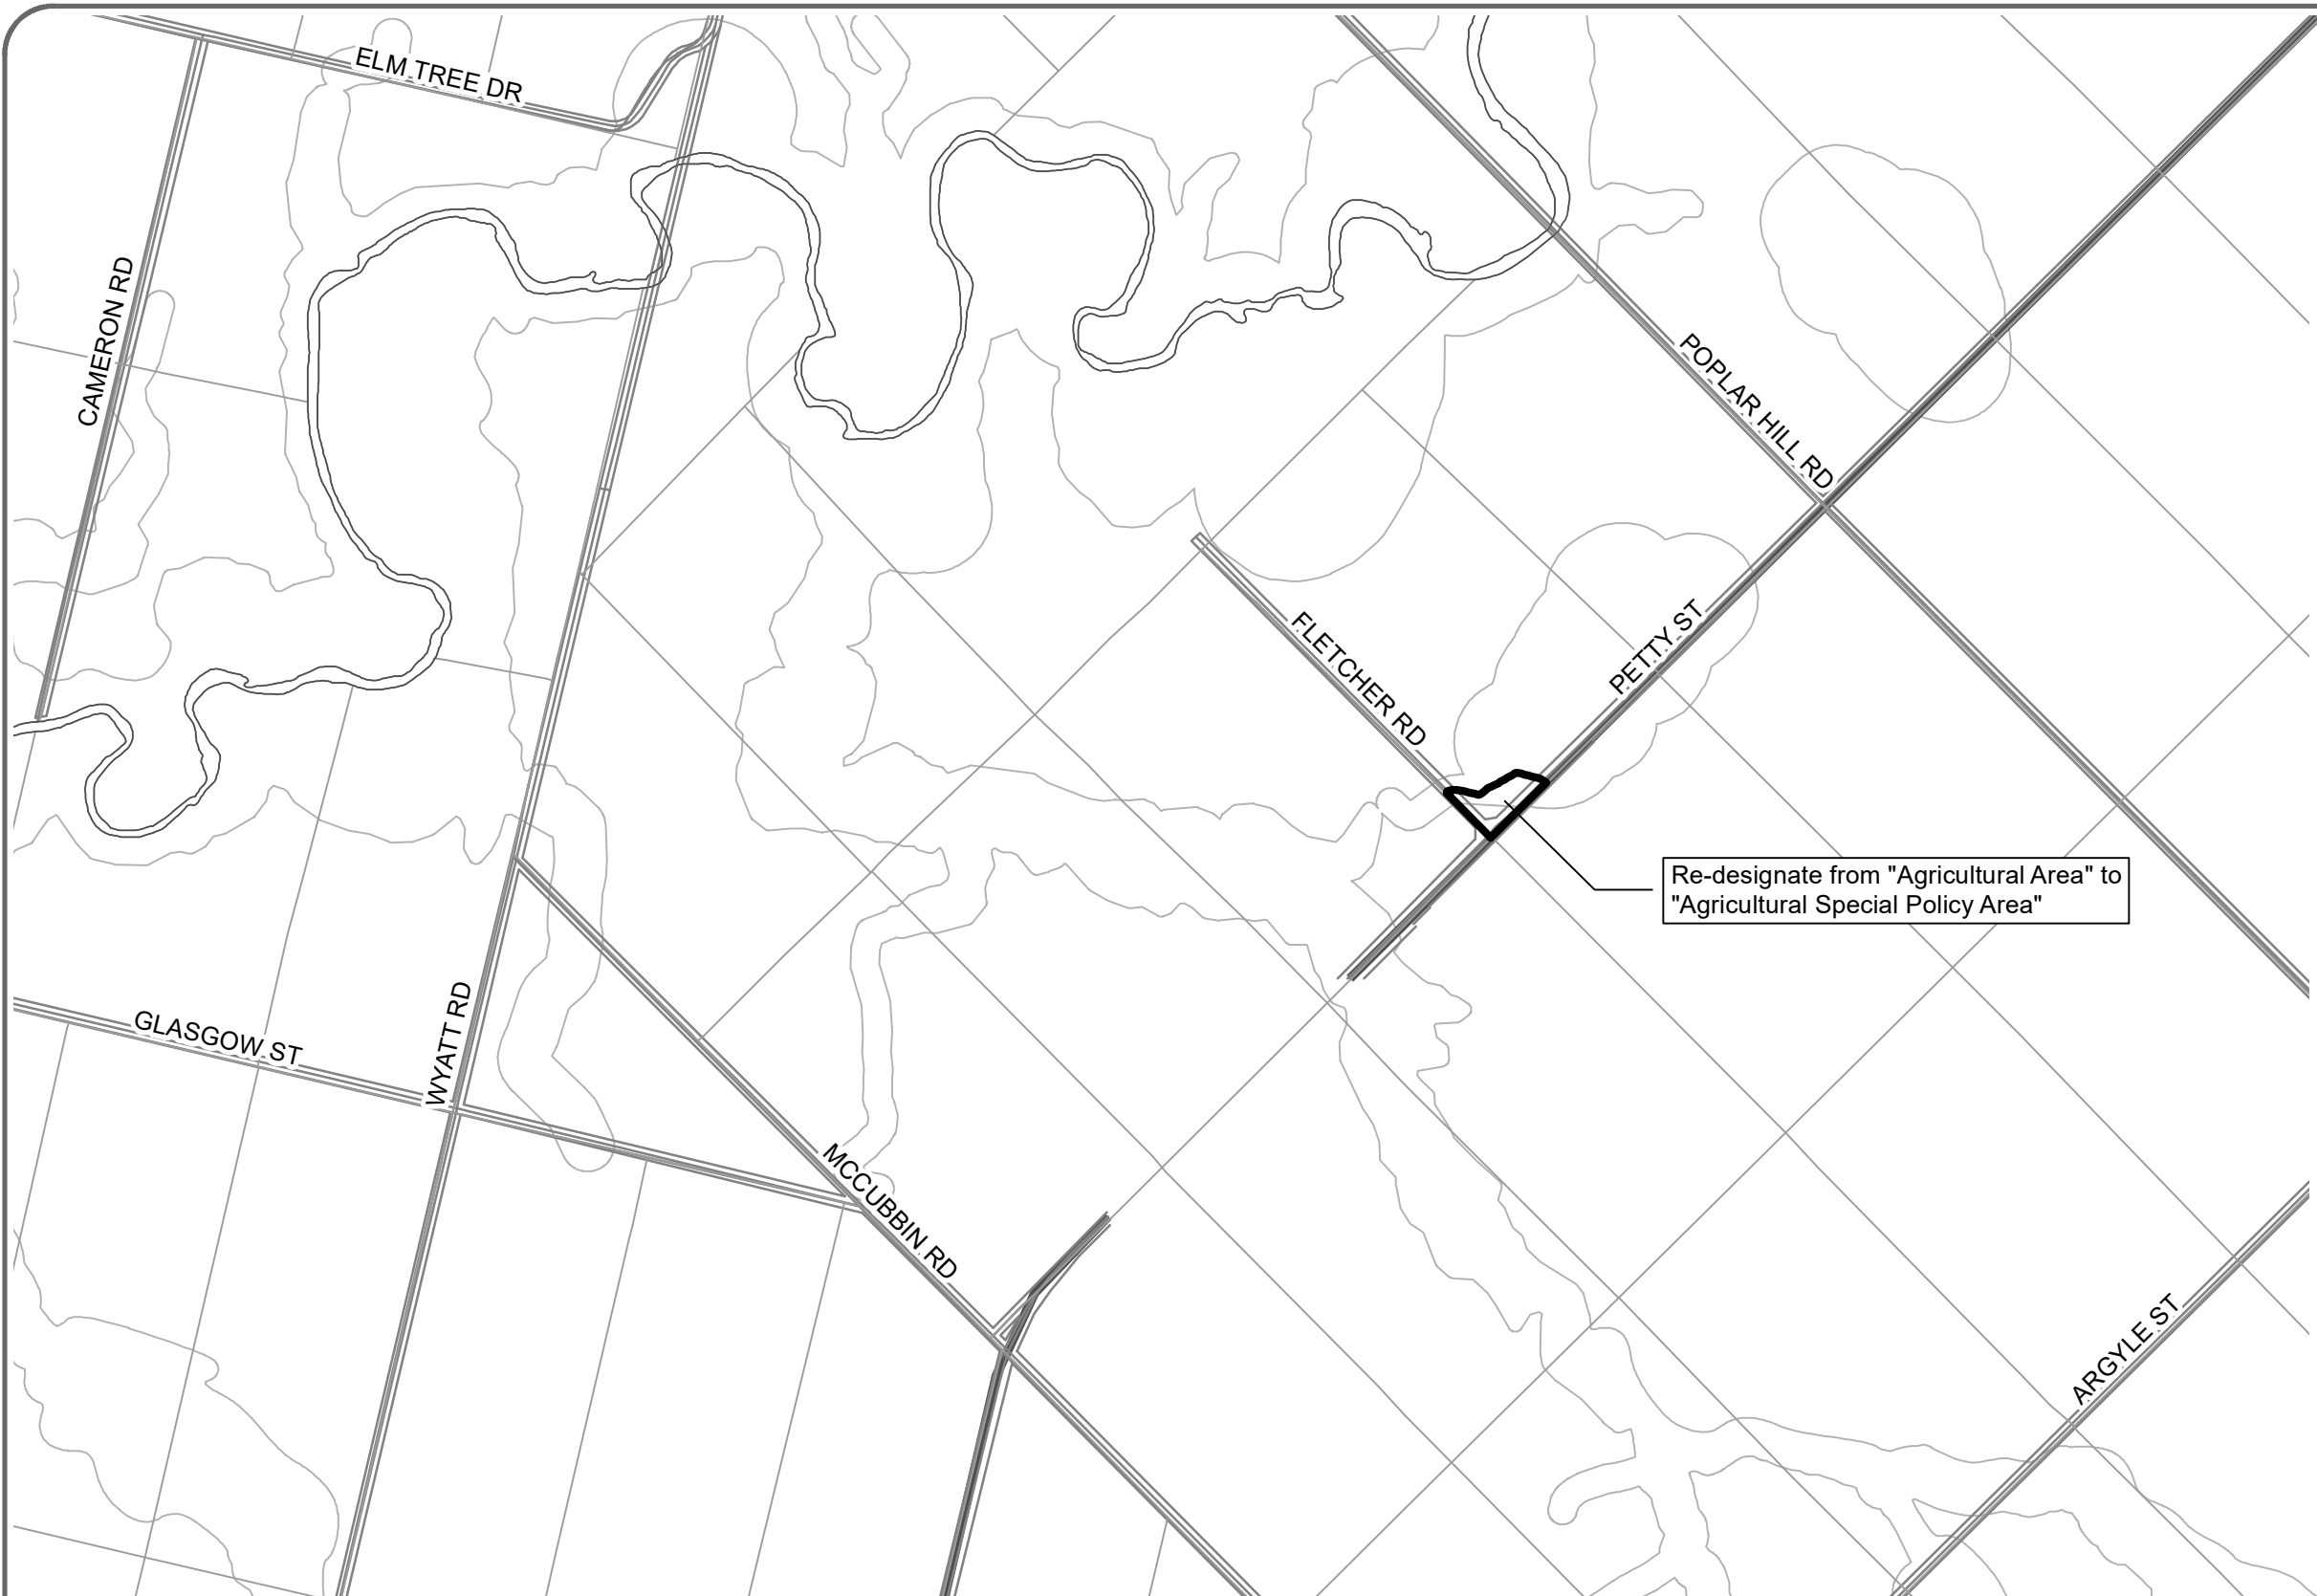 ELM TREE DR
CAMERON RD
POPLAR HILL RD
FLETCHER RD
PETTY ST
Re-designate from "Agricultural Area" to
"Agricultural Special Policy Area"
GLASGOW ST
WYATT RD
MCCUBBIN RD
ARGYLE ST